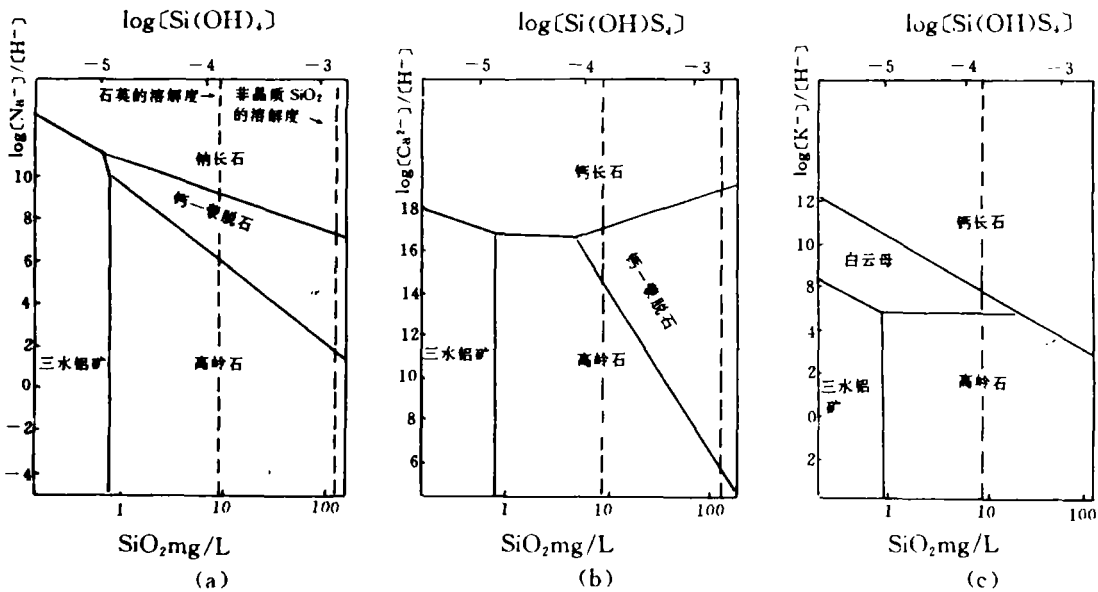 log[Si(OH)₄]
-5 -4 -3
log[Na⁻]/[H⁻]
石英的溶解度→
非晶质 SiO₂
的溶解度 →
钠长石
钙—蒙脱石
三水铝矿
高岭石
10
8
6
4
2
0
-2
-4
1 10 100
SiO₂mg/L
(a)
log[Si(OH)S₄]
-5 -4 -3
log[Ca²⁻]/[H⁻]
钙长石
钙—蒙脱石
三水铝矿
高岭石
18
16
14
12
10
8
6
1 10 100
SiO₂mg/L
(b)
log[Si(OH)S₄]
-5 -4 -3
log[K⁻]/[H⁻]
钙长石
白云母
三水铝
矿
高岭石
12
10
8
4
2
0
2
1 10 100
SiO₂mg/L
(c)